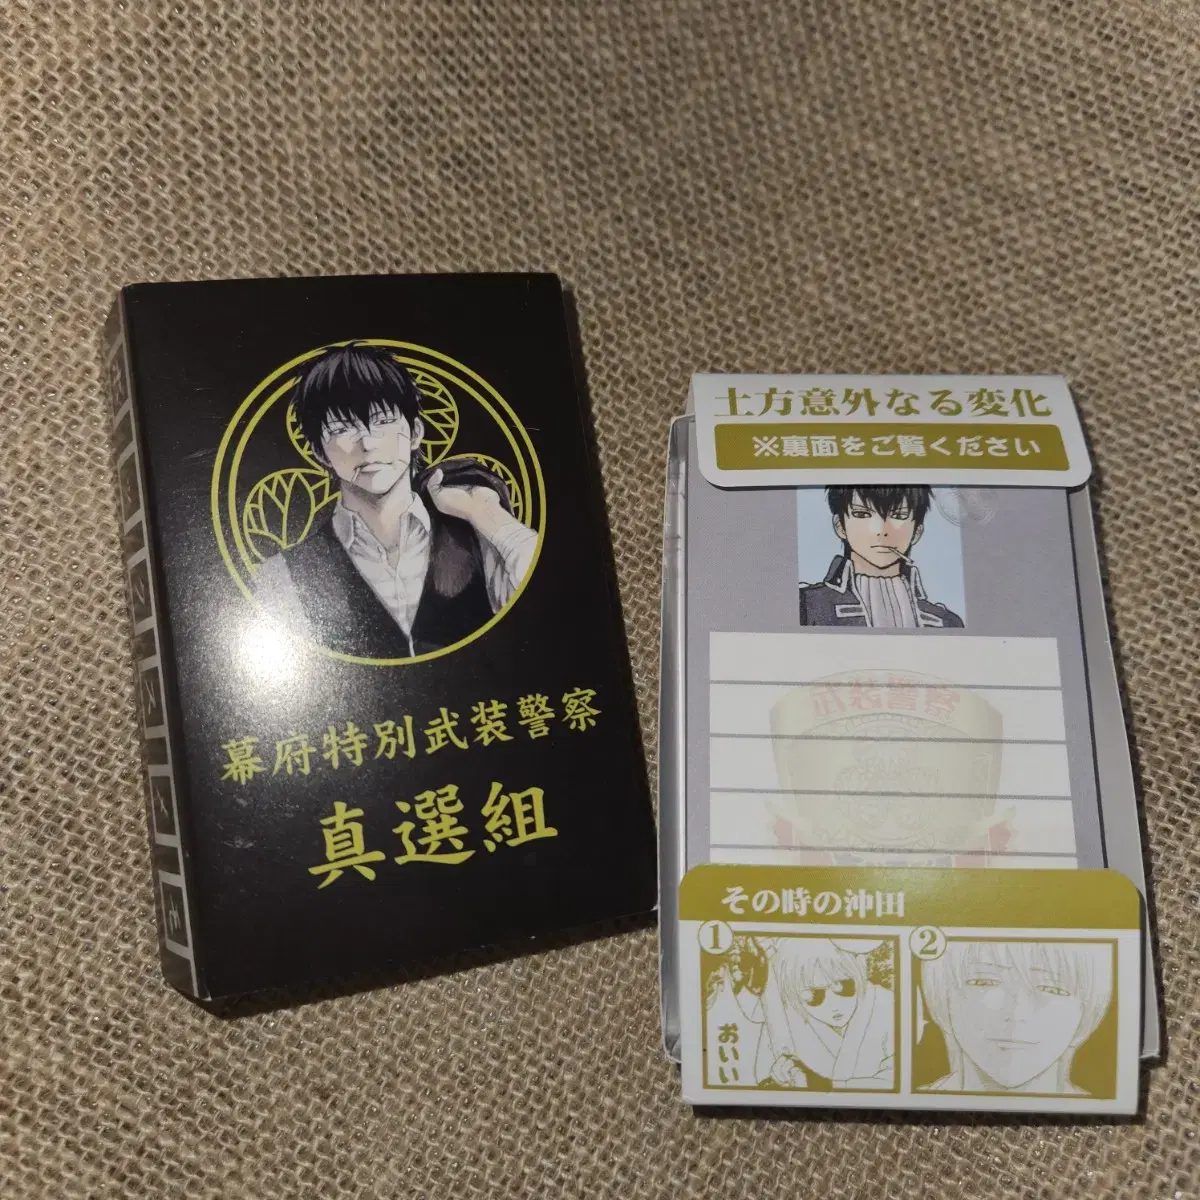 幕府特別武装警察
真選組
土方意外なる変化
※裏面をご覧ください
武装警察
その時の沖田
1
2
おいい